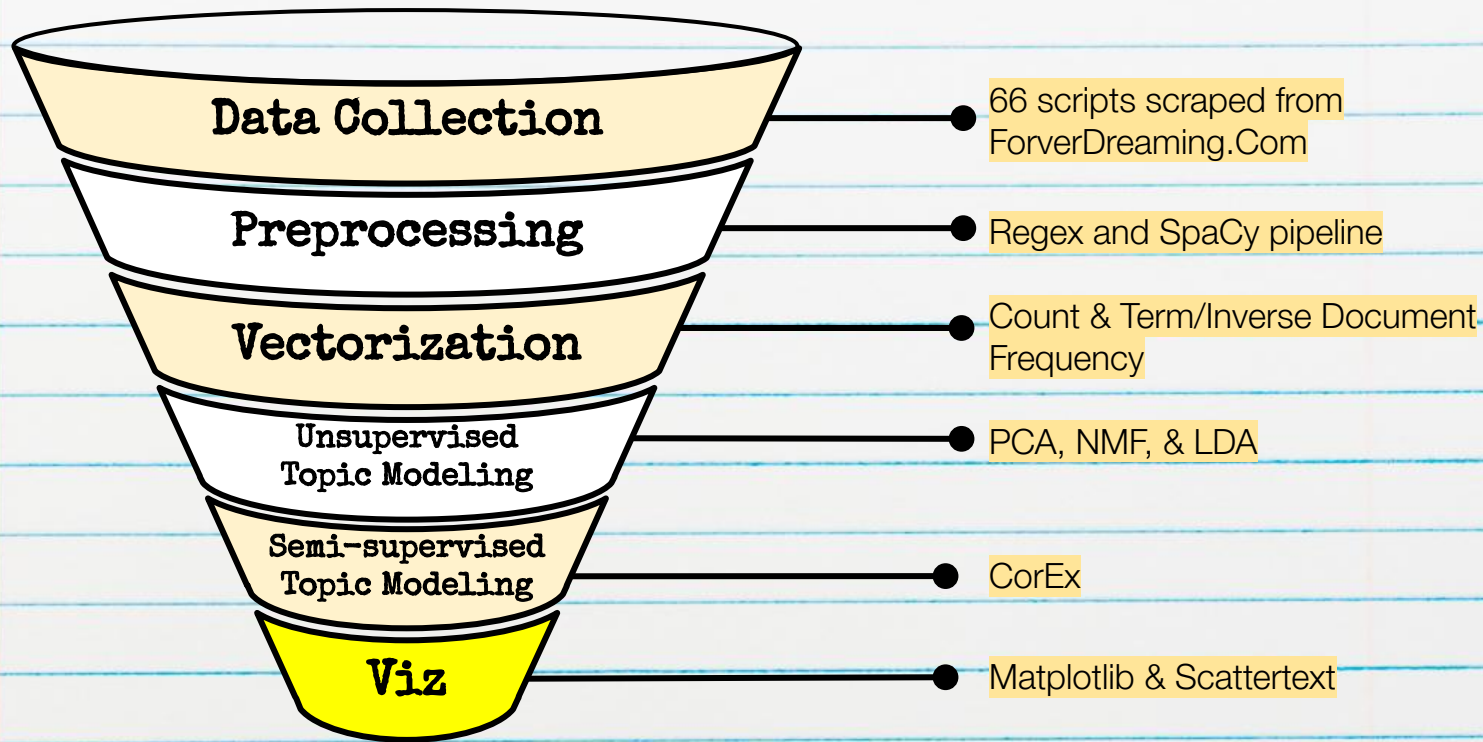 Data Collection
66 scripts scraped from
ForverDreaming.Com
Preprocessing
Regex and SpaCy pipeline
Vectorization
Count & Term/Inverse Document
Frequency
Unsupervised
Topic Modeling
PCA, NMF, & LDA
Semi-supervised
Topic Modeling
CorEx
Viz
Matplotlib & Scattertext